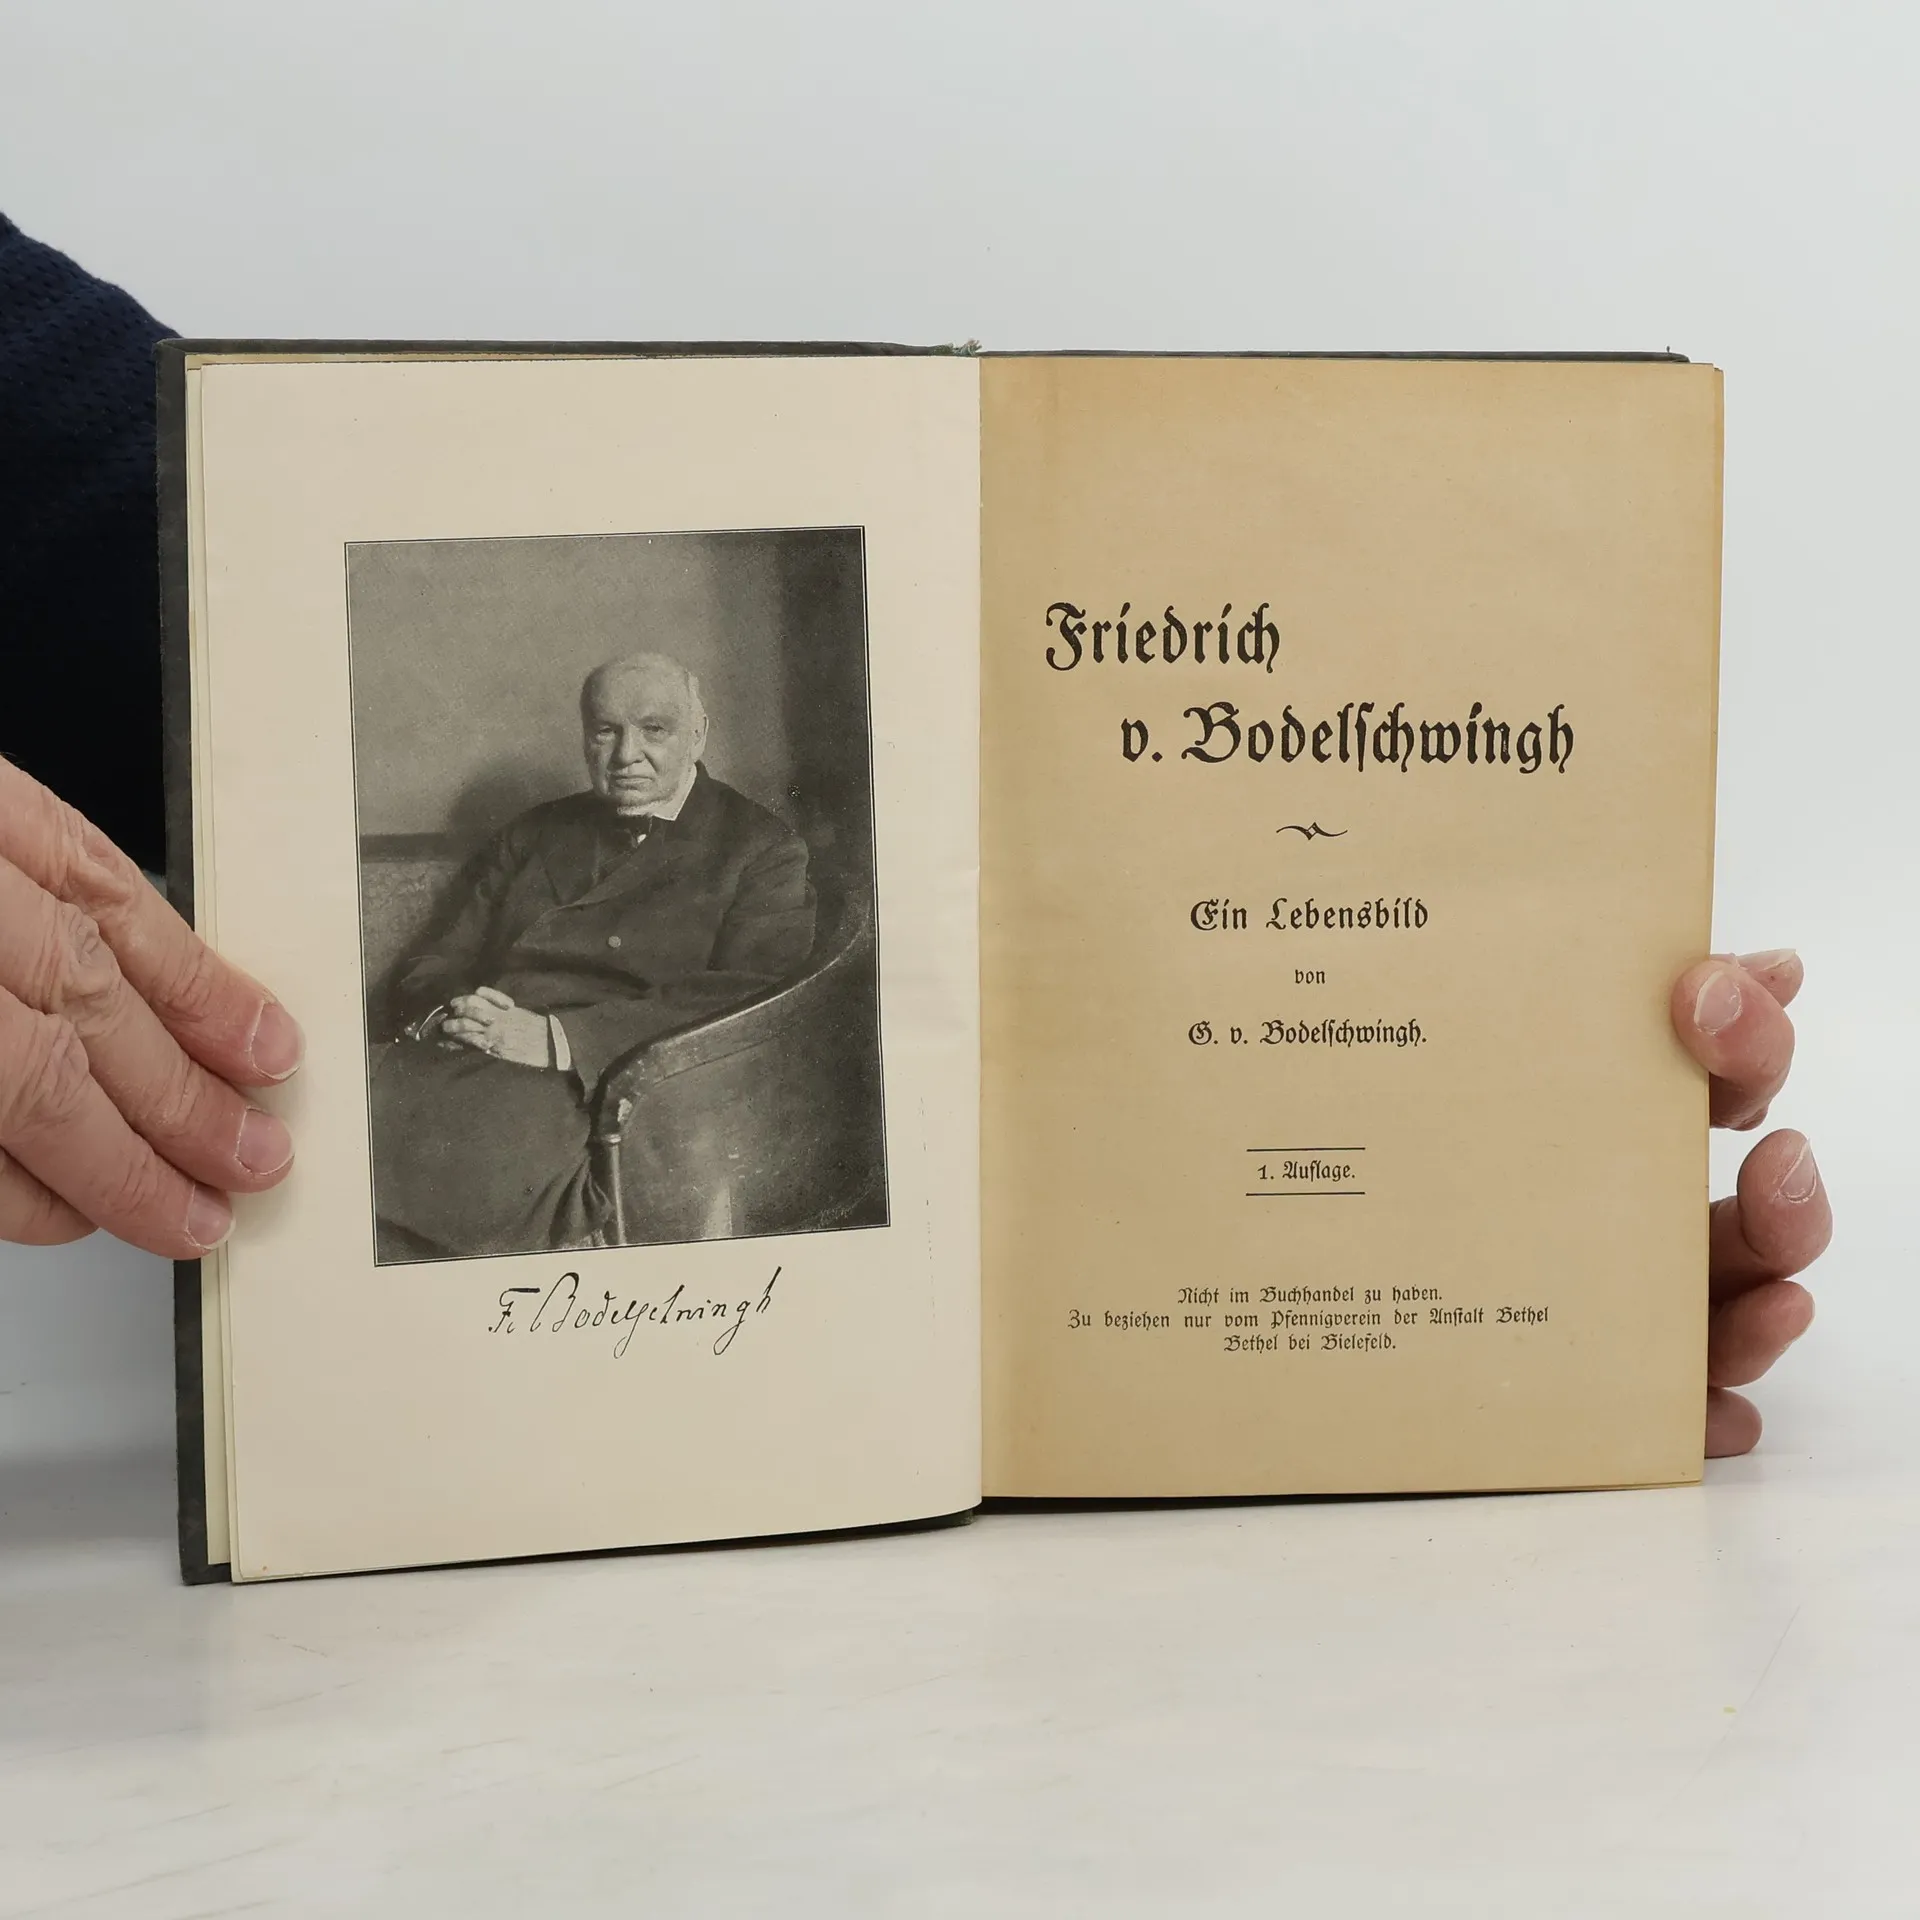 F. Bodelschwingh
Friedrich
v. Bodelschwingh
Ein Lebensbild
von
G. v. Bodelschwingh.
1. Auflage.
Nicht im Buchhandel zu haben.
Zu beziehen nur vom Pfennigverein der Anstalt Bethel
Bethel bei Bielefeld.